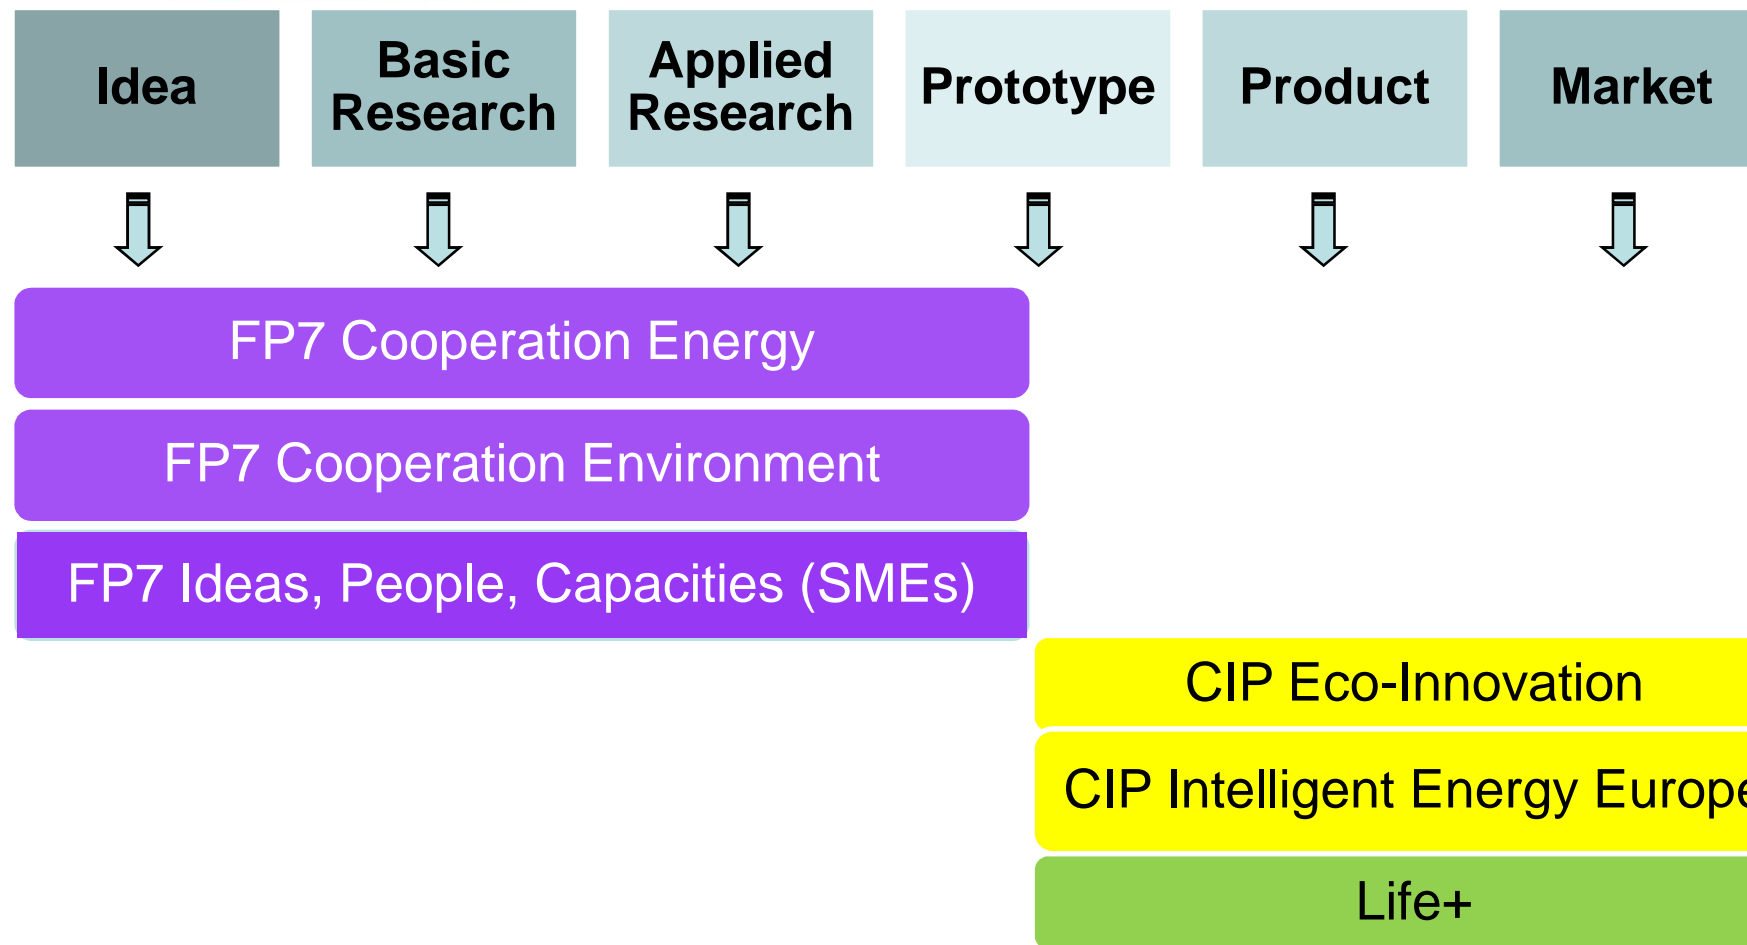 Idea
Basic
Research
Applied
Research
Prototype
Product
Market
FP7 Cooperation Energy
FP7 Cooperation Environment
FP7 Ideas, People, Capacities (SMEs)
CIP Eco-Innovation
CIP Intelligent Energy Europe
Life+